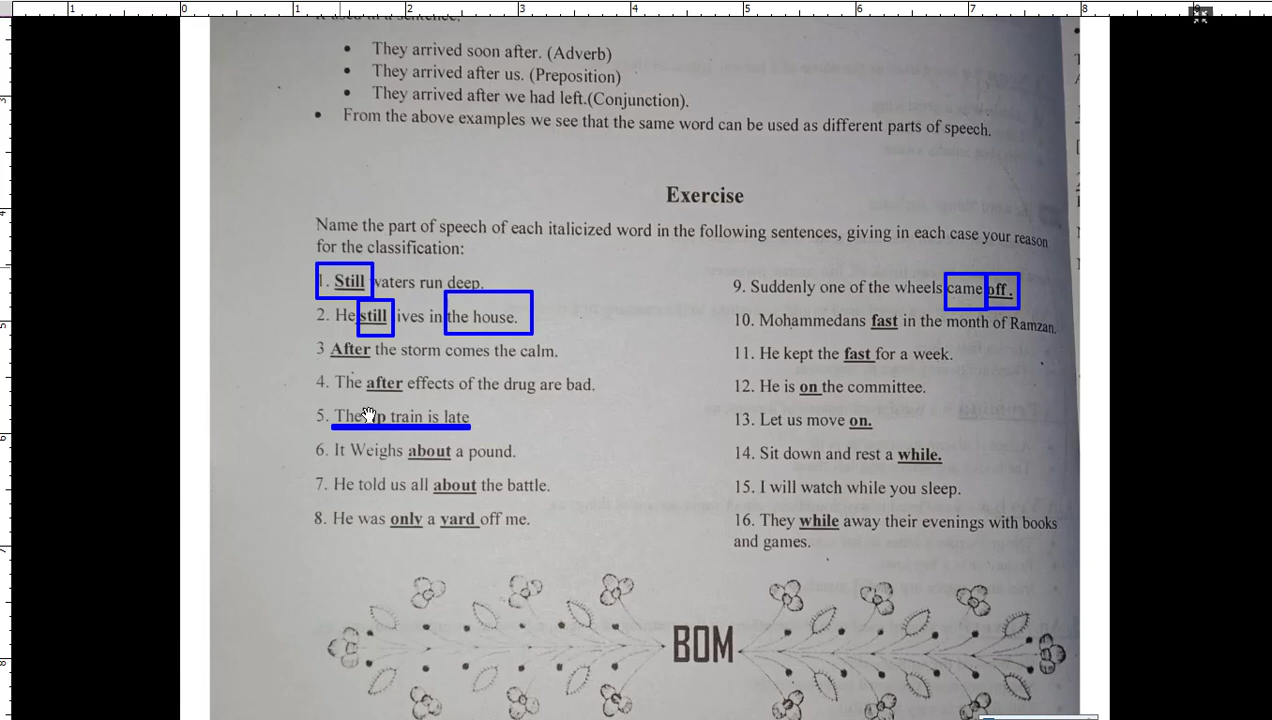 They arrived soon after. (Adverb)
They arrived after us. (Preposition)
They arrived after we had left.(Conjunction).
From the above examples we see that the same word can be used as different parts of speech.
Exercise
Name the part of speech of each italicized word in the following sentences, giving in each case your reason
for the classification:
1. Still waters run deep.
2. He still lives in the house.
3 After the storm comes the calm.
4. The after effects of the drug are bad.
5. The up train is late
6. It Weighs about a pound.
7. He told us all about the battle.
8. He was only a yard off me.
9. Suddenly one of the wheels came off.
10. Mohammedans fast in the month of Ramzan.
11. He kept the fast for a week.
12. He is on the committee.
13. Let us move on.
14. Sit down and rest a while.
15. I will watch while you sleep.
16. They while away their evenings with books
and games.
BOM